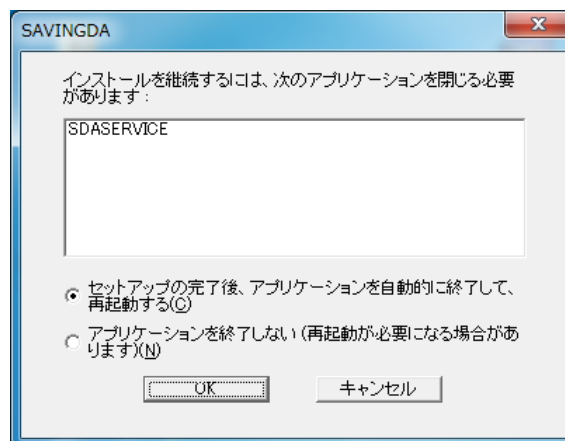 SAVINGDA
インストールを継続するには、次のアプリケーションを閉じる必要
があります:
SDASERVICE
セットアップの完了後、アプリケーションを自動的に終了して、
再起動する(C)
アプリケーションを終了しない (再起動が必要になる場合があ
ります)(N)
OK
キャンセル